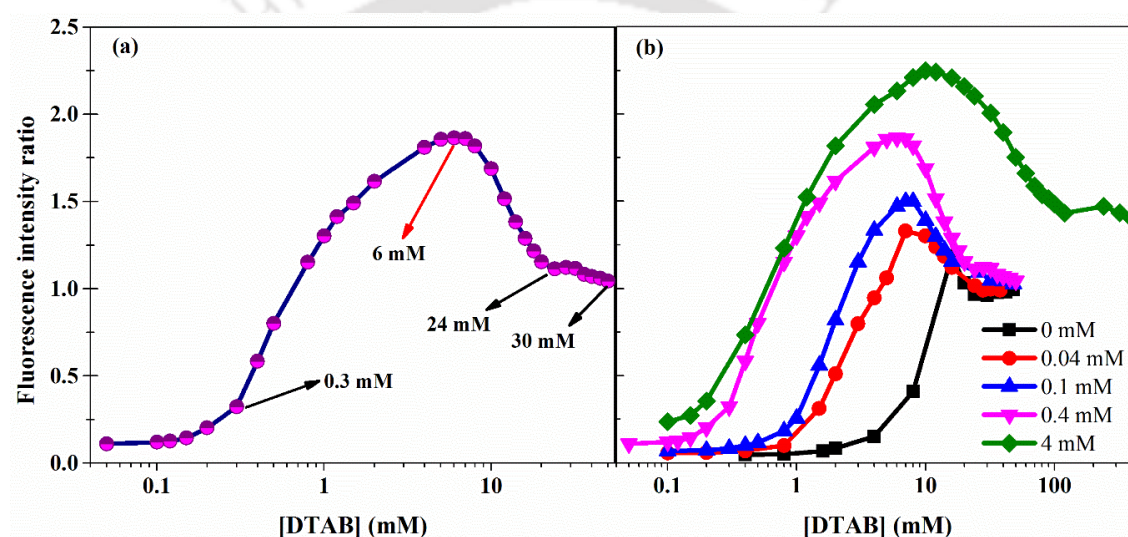 (a)
(b)
Fluorescence intensity ratio
2.5
2.0
1.5
1.0
0.5
0.0
6 mM
24 mM
30 mM
0.3 mM
0 mM
0.04 mM
0.1 mM
0.4 mM
4 mM
0.1 1 10
0.1 1 10 100
[DTAB] (mM)
[DTAB] (mM)